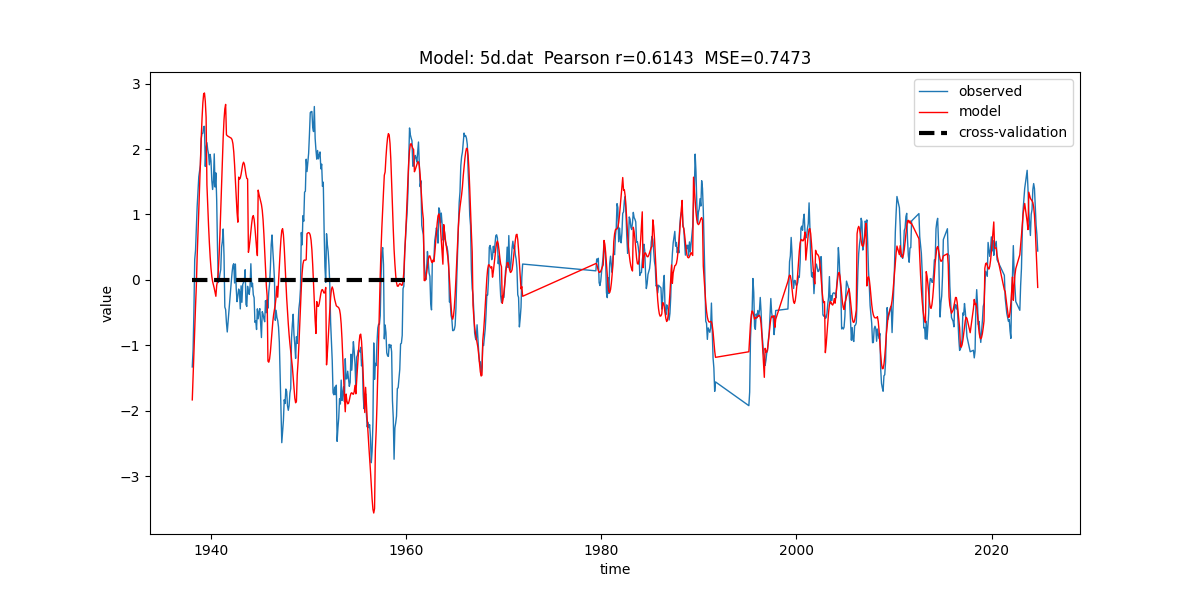 Model: 5d.dat  Pearson r=0.6143  MSE=0.7473
observed
model
cross-validation
value
3
2
1
0
−1
−2
−3
1940 1960 1980 2000 2020
time